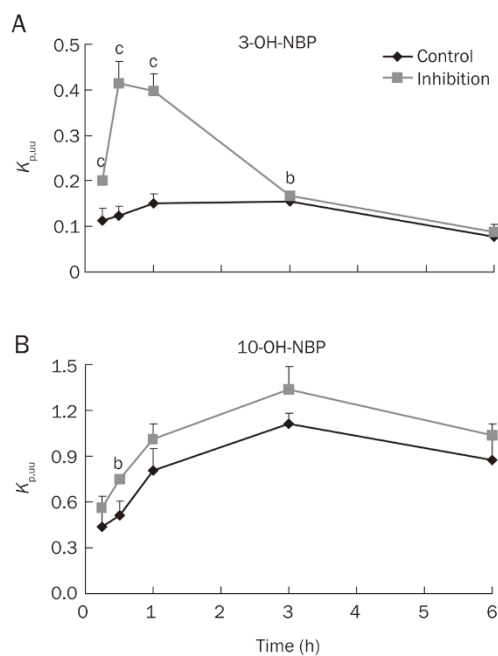 A
3-OH-NBP
0.5
0.4
0.3
0.2
0.1
0
Kp,uu
c
c
c
b
Control
Inhibition
B
10-OH-NBP
1.5
1.2
0.9
0.6
0.3
0.0
Kp,uu
b
0 1 2 3 4 5 6
Time (h)